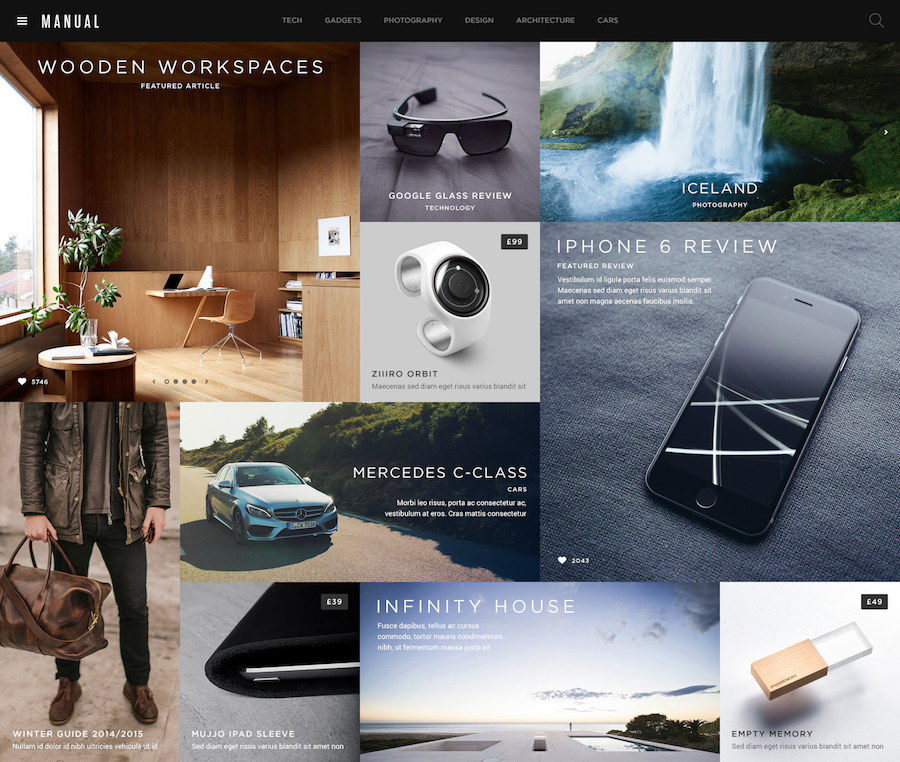 MANUAL
TECH GADGETS PHOTOGRAPHY DESIGN ARCHITECTURE CARS
WOODEN WORKSPACES
FEATURED ARTICLE
5746
GOOGLE GLASS REVIEW
TECHNOLOGY
ICELAND
PHOTOGRAPHY
£99
ZIIIRO ORBIT
Maecenas sed diam eget risus varius blandit sit
IPHONE 6 REVIEW
FEATURED REVIEW
Vestibulum id ligula porta felis euismod semper.
Maecenas sed diam eget risus varius blandit sit
amet non magna aecenas faucibus mollis.
2043
WINTER GUIDE 2014/2015
Nullam id dolor id nibh ultricies vehicula ut id
MERCEDES C-CLASS
CARS
Morbi leo risus, porta ac consectetur ac,
vestibulum at eros. Cras mattis consectetur
£39
MUJJO IPAD SLEEVE
Sed diam eget risus varius blandit sit amet non
INFINITY HOUSE
Fusce dapibus, tellus ac cursus
commodo, tortor mauris condimentum
nibh, ut fermentum massa justo sit
£49
EMPTY MEMORY
Sed diam eget risus varius blandit sit amet non